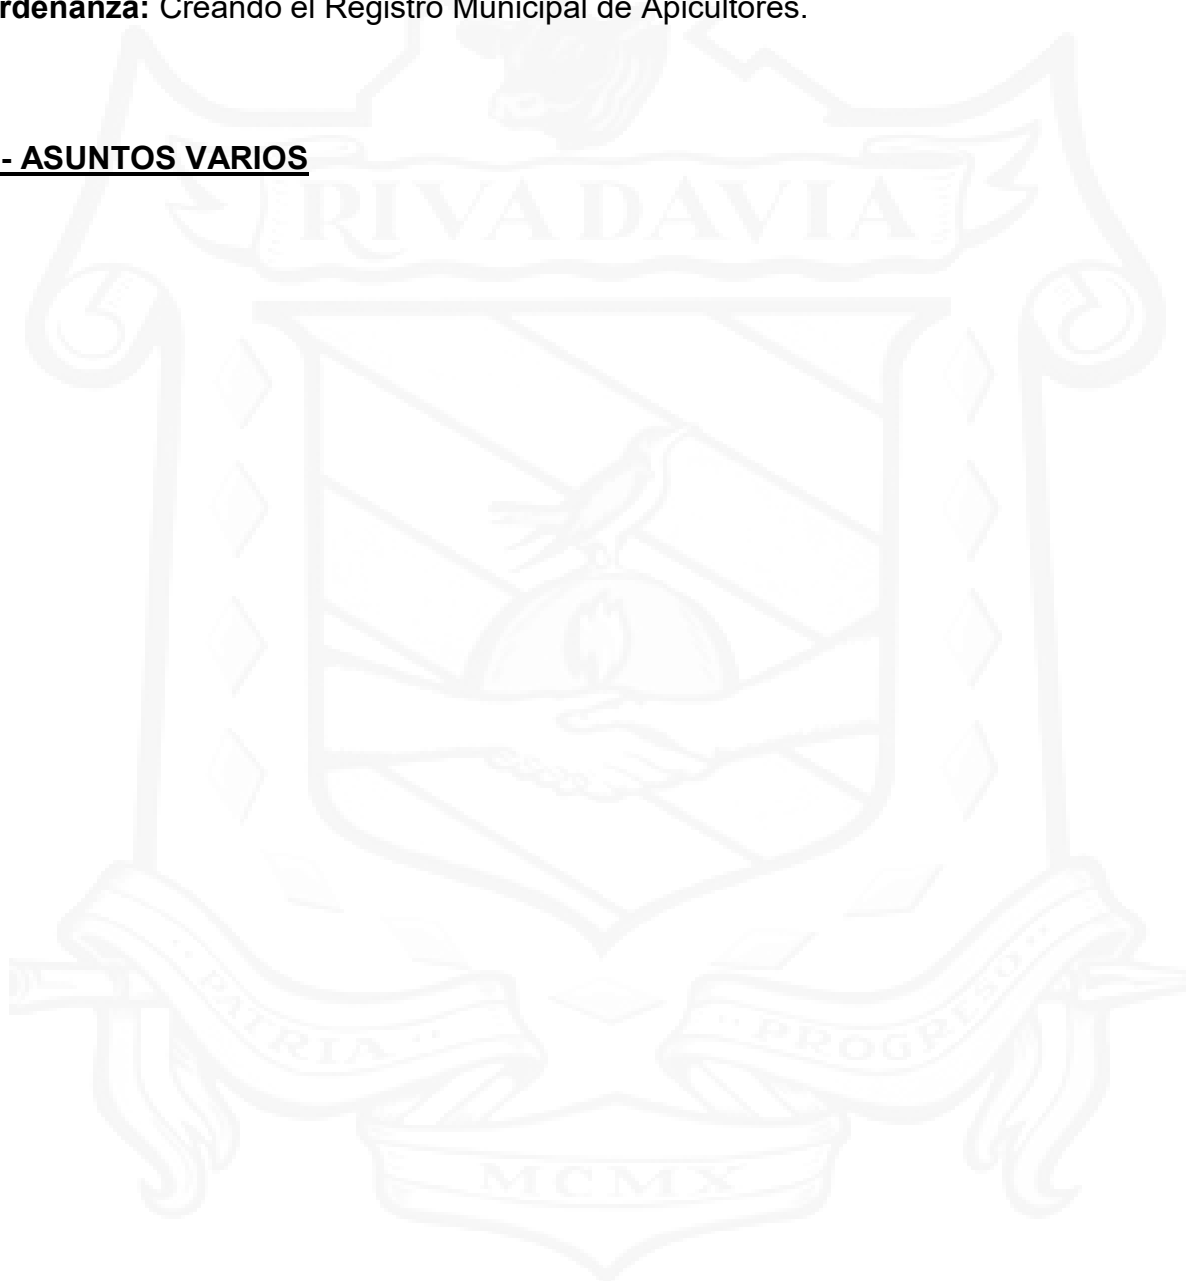 rdenanza: Creando el Registro Municipal de Apicultores.
- ASUNTOS VARIOS
RIVADAVIA
·· PATRIA ··
·· PROGRESO ··
MCMX